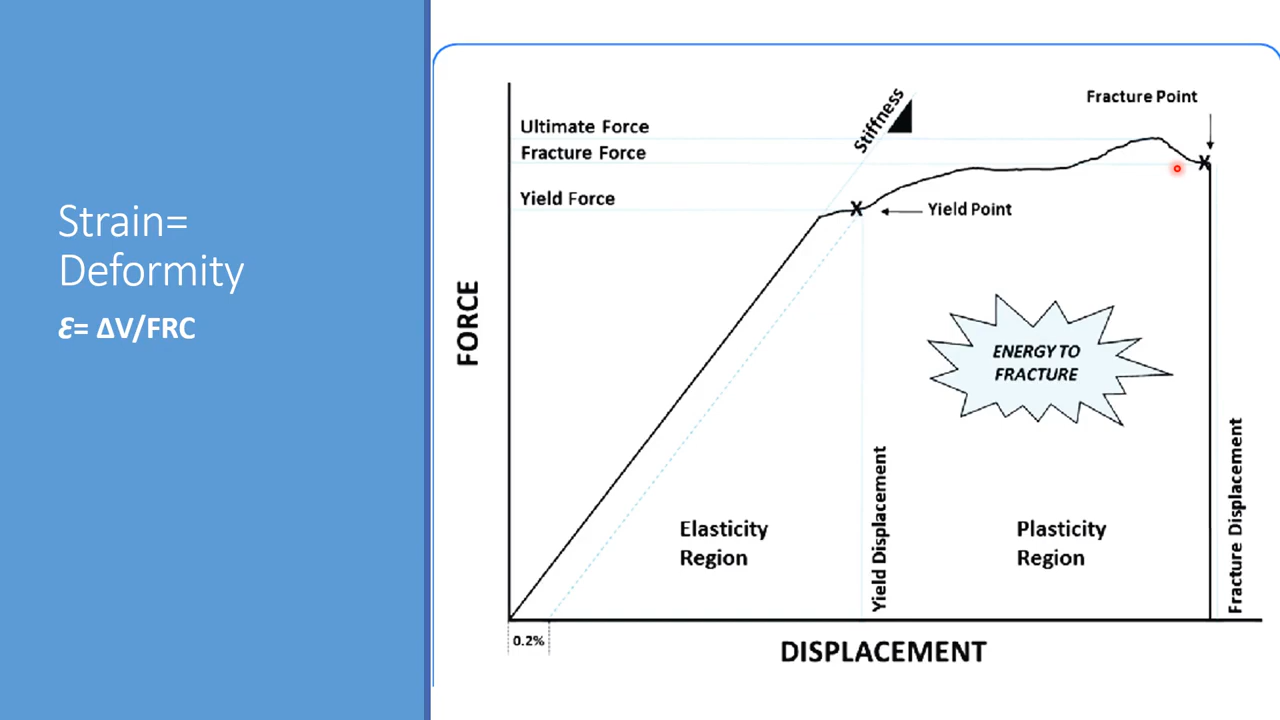 Strain=
Deformity
Ɛ= ΔV/FRC
Ultimate Force
Fracture Force
Yield Force
Stiffness
Fracture Point
Yield Point
FORCE
ENERGY TO
FRACTURE
Elasticity
Region
Yield Displacement
Plasticity
Region
Fracture Displacement
0.2%
DISPLACEMENT